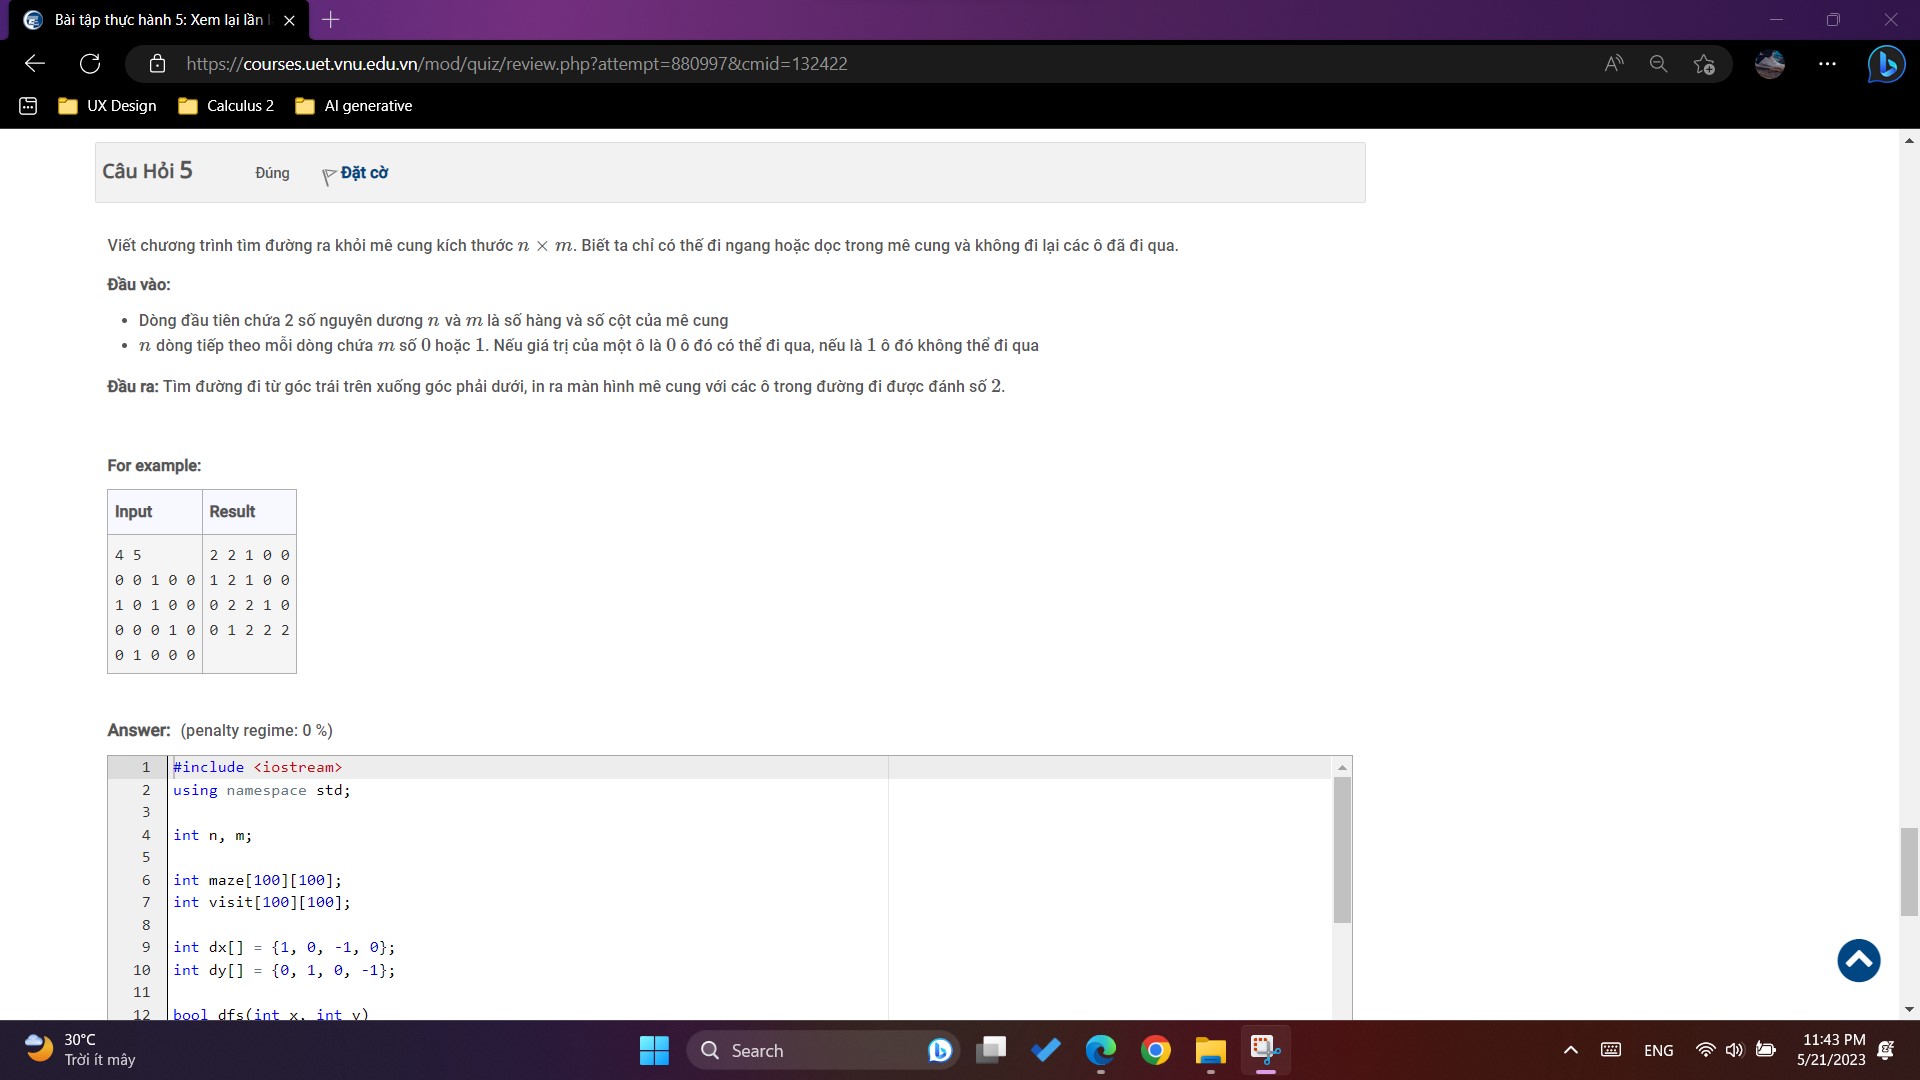 Bài tập thực hành 5: Xem lại lần l
https://courses.uet.vnu.edu.vn/mod/quiz/review.php?attempt=880997&cmid=132422
UX Design
Calculus 2
AI generative
Câu Hỏi 5
Đúng
Đặt cờ
Viết chương trình tìm đường ra khỏi mê cung kích thước n × m. Biết ta chỉ có thể đi ngang hoặc dọc trong mê cung và không đi lại các ô đã đi qua.
Đầu vào:
• Dòng đầu tiên chứa 2 số nguyên dương n và m là số hàng và số cột của mê cung
• n dòng tiếp theo mỗi dòng chứa m số 0 hoặc 1. Nếu giá trị của một ô là 0 ô đó có thể đi qua, nếu là 1 ô đó không thể đi qua
Đầu ra: Tìm đường đi từ góc trái trên xuống góc phải dưới, in ra màn hình mê cung với các ô trong đường đi được đánh số 2.
For example:
Input Result
4 5
0 0 1 0 0
1 0 1 0 0
0 0 0 1 0
0 1 0 0 0
2 2 1 0 0
1 2 1 0 0
0 2 2 1 0
0 1 2 2 2
Answer: (penalty regime: 0 %)
1 #include <iostream>
2 using namespace std;
3
4 int n, m;
5
6 int maze[100][100];
7 int visit[100][100];
8
9 int dx[] = {1, 0, -1, 0};
10 int dy[] = {0, 1, 0, -1};
11
12 bool dfs(int x, int y)
30°C
Trời ít mây
Search
ENG
11:43 PM
5/21/2023